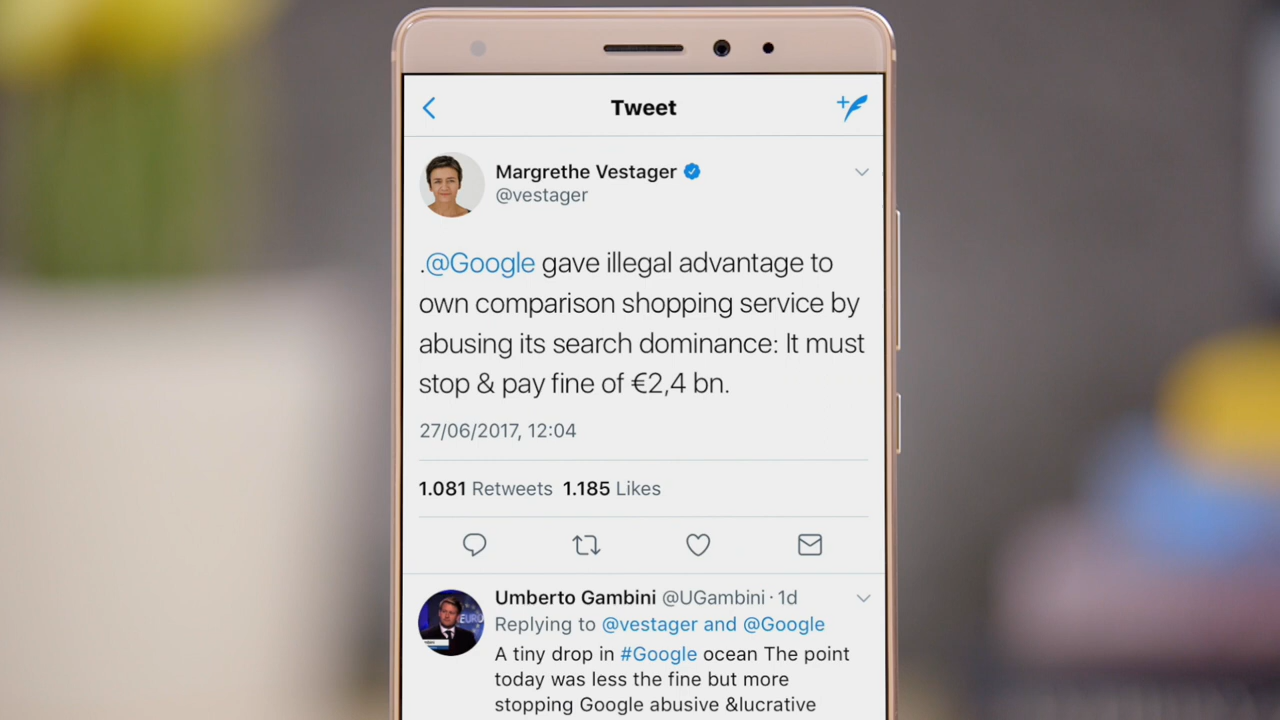 Tweet
Margrethe Vestager
@vestager
.@Google gave illegal advantage to
own comparison shopping service by
abusing its search dominance: It must
stop & pay fine of €2,4 bn.
27/06/2017, 12:04
1.081 Retweets 1.185 Likes
Umberto Gambini @UGambini · 1d
Replying to @vestager and @Google
A tiny drop in #Google ocean The point
today was less the fine but more
stopping Google abusive &lucrative